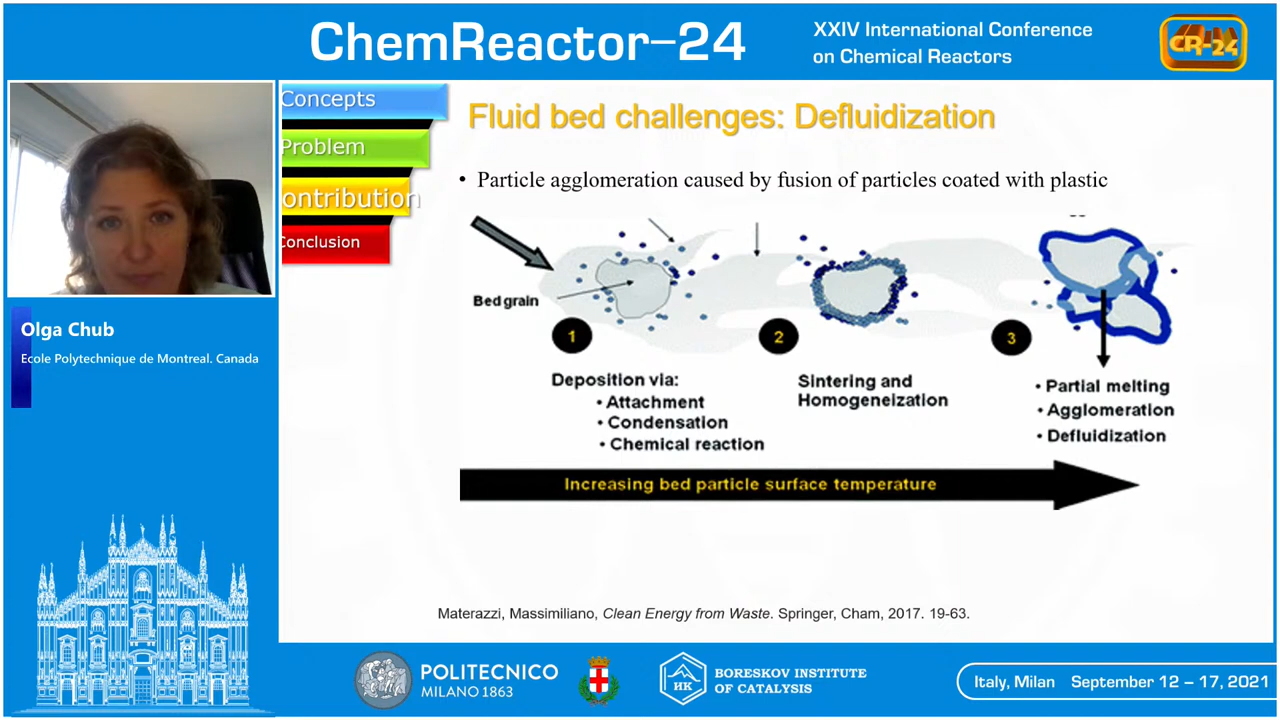 ChemReactor–24
XXIV International Conference
on Chemical Reactors
CR-24
Concepts
Problem
ontribution
Conclusion
Fluid bed challenges: Defluidization
• Particle agglomeration caused by fusion of particles coated with plastic
Bed grain
1
2
3
Deposition via:
• Attachment
• Condensation
• Chemical reaction
Sintering and
Homogeneization
• Partial melting
• Agglomeration
• Defluidization
Increasing bed particle surface temperature
Materazzi, Massimiliano, Clean Energy from Waste. Springer, Cham, 2017. 19-63.
Olga Chub
Ecole Polytechnique de Montreal. Canada
POLITECNICO
MILANO 1863
НК
BORESKOV INSTITUTE
OF CATALYSIS
Italy, Milan September 12 – 17, 2021